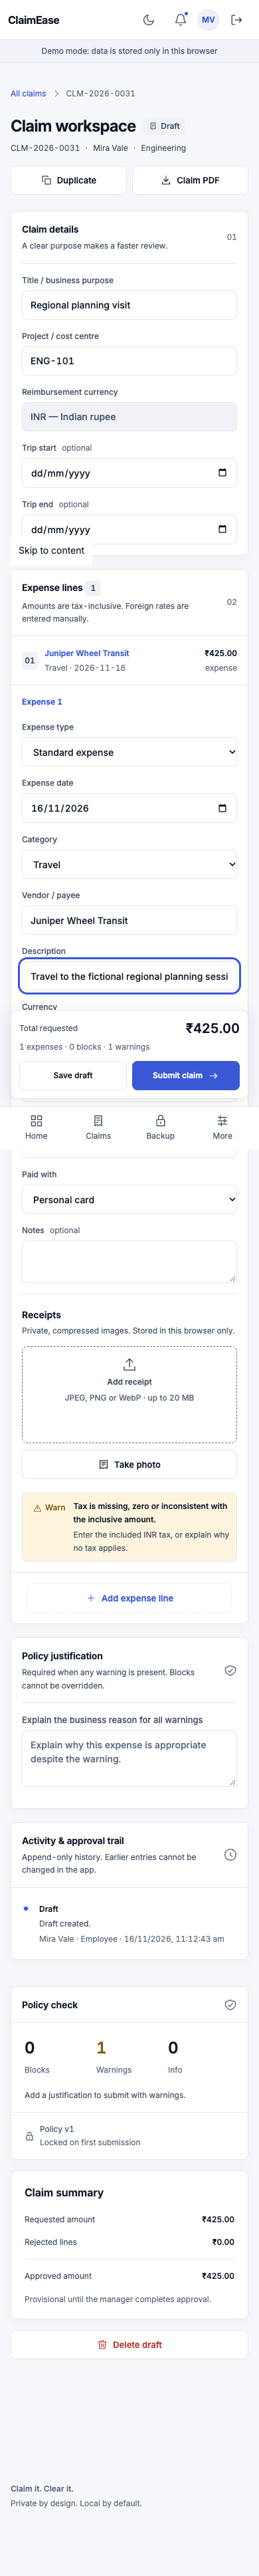 ClaimEase
MV
Demo mode: data is stored only in this browser
All claims > CLM-2026-0031
Claim workspace
Draft
CLM-2026-0031 · Mira Vale · Engineering
Duplicate
Claim PDF
Claim details
A clear purpose makes a faster review.
01
Title / business purpose
Regional planning visit
Project / cost centre
ENG-101
Reimbursement currency
INR — Indian rupee
Trip start optional
dd/mm/yyyy
Trip end optional
dd/mm/yyyy
Skip to content
Expense lines 1
Amounts are tax-inclusive. Foreign rates are
entered manually.
02
01
Juniper Wheel Transit
₹425.00
Travel · 2026-11-16
expense
Expense 1
Expense type
Standard expense
Expense date
16/11/2026
Category
Travel
Vendor / payee
Juniper Wheel Transit
Description
Travel to the fictional regional planning sessi
Currency
Total requested
₹425.00
1 expenses · 0 blocks · 1 warnings
Save draft
Submit claim →
Home
Claims
Backup
More
Paid with
Personal card
Notes optional
Receipts
Private, compressed images. Stored in this browser only.
Add receipt
JPEG, PNG or WebP · up to 20 MB
Take photo
Warn
Tax is missing, zero or inconsistent with
the inclusive amount.
Enter the included INR tax, or explain why
no tax applies.
+ Add expense line
Policy justification
Required when any warning is present. Blocks
cannot be overridden.
Explain the business reason for all warnings
Explain why this expense is appropriate
despite the warning.
Activity & approval trail
Append-only history. Earlier entries cannot be
changed in the app.
Draft
Draft created.
Mira Vale · Employee · 16/11/2026, 11:12:43 am
Policy check
0
1
0
Blocks
Warnings
Info
Add a justification to submit with warnings.
Policy v1
Locked on first submission
Claim summary
Requested amount
₹425.00
Rejected lines
₹0.00
Approved amount
₹425.00
Provisional until the manager completes approval.
Delete draft
Claim it. Clear it.
Private by design. Local by default.